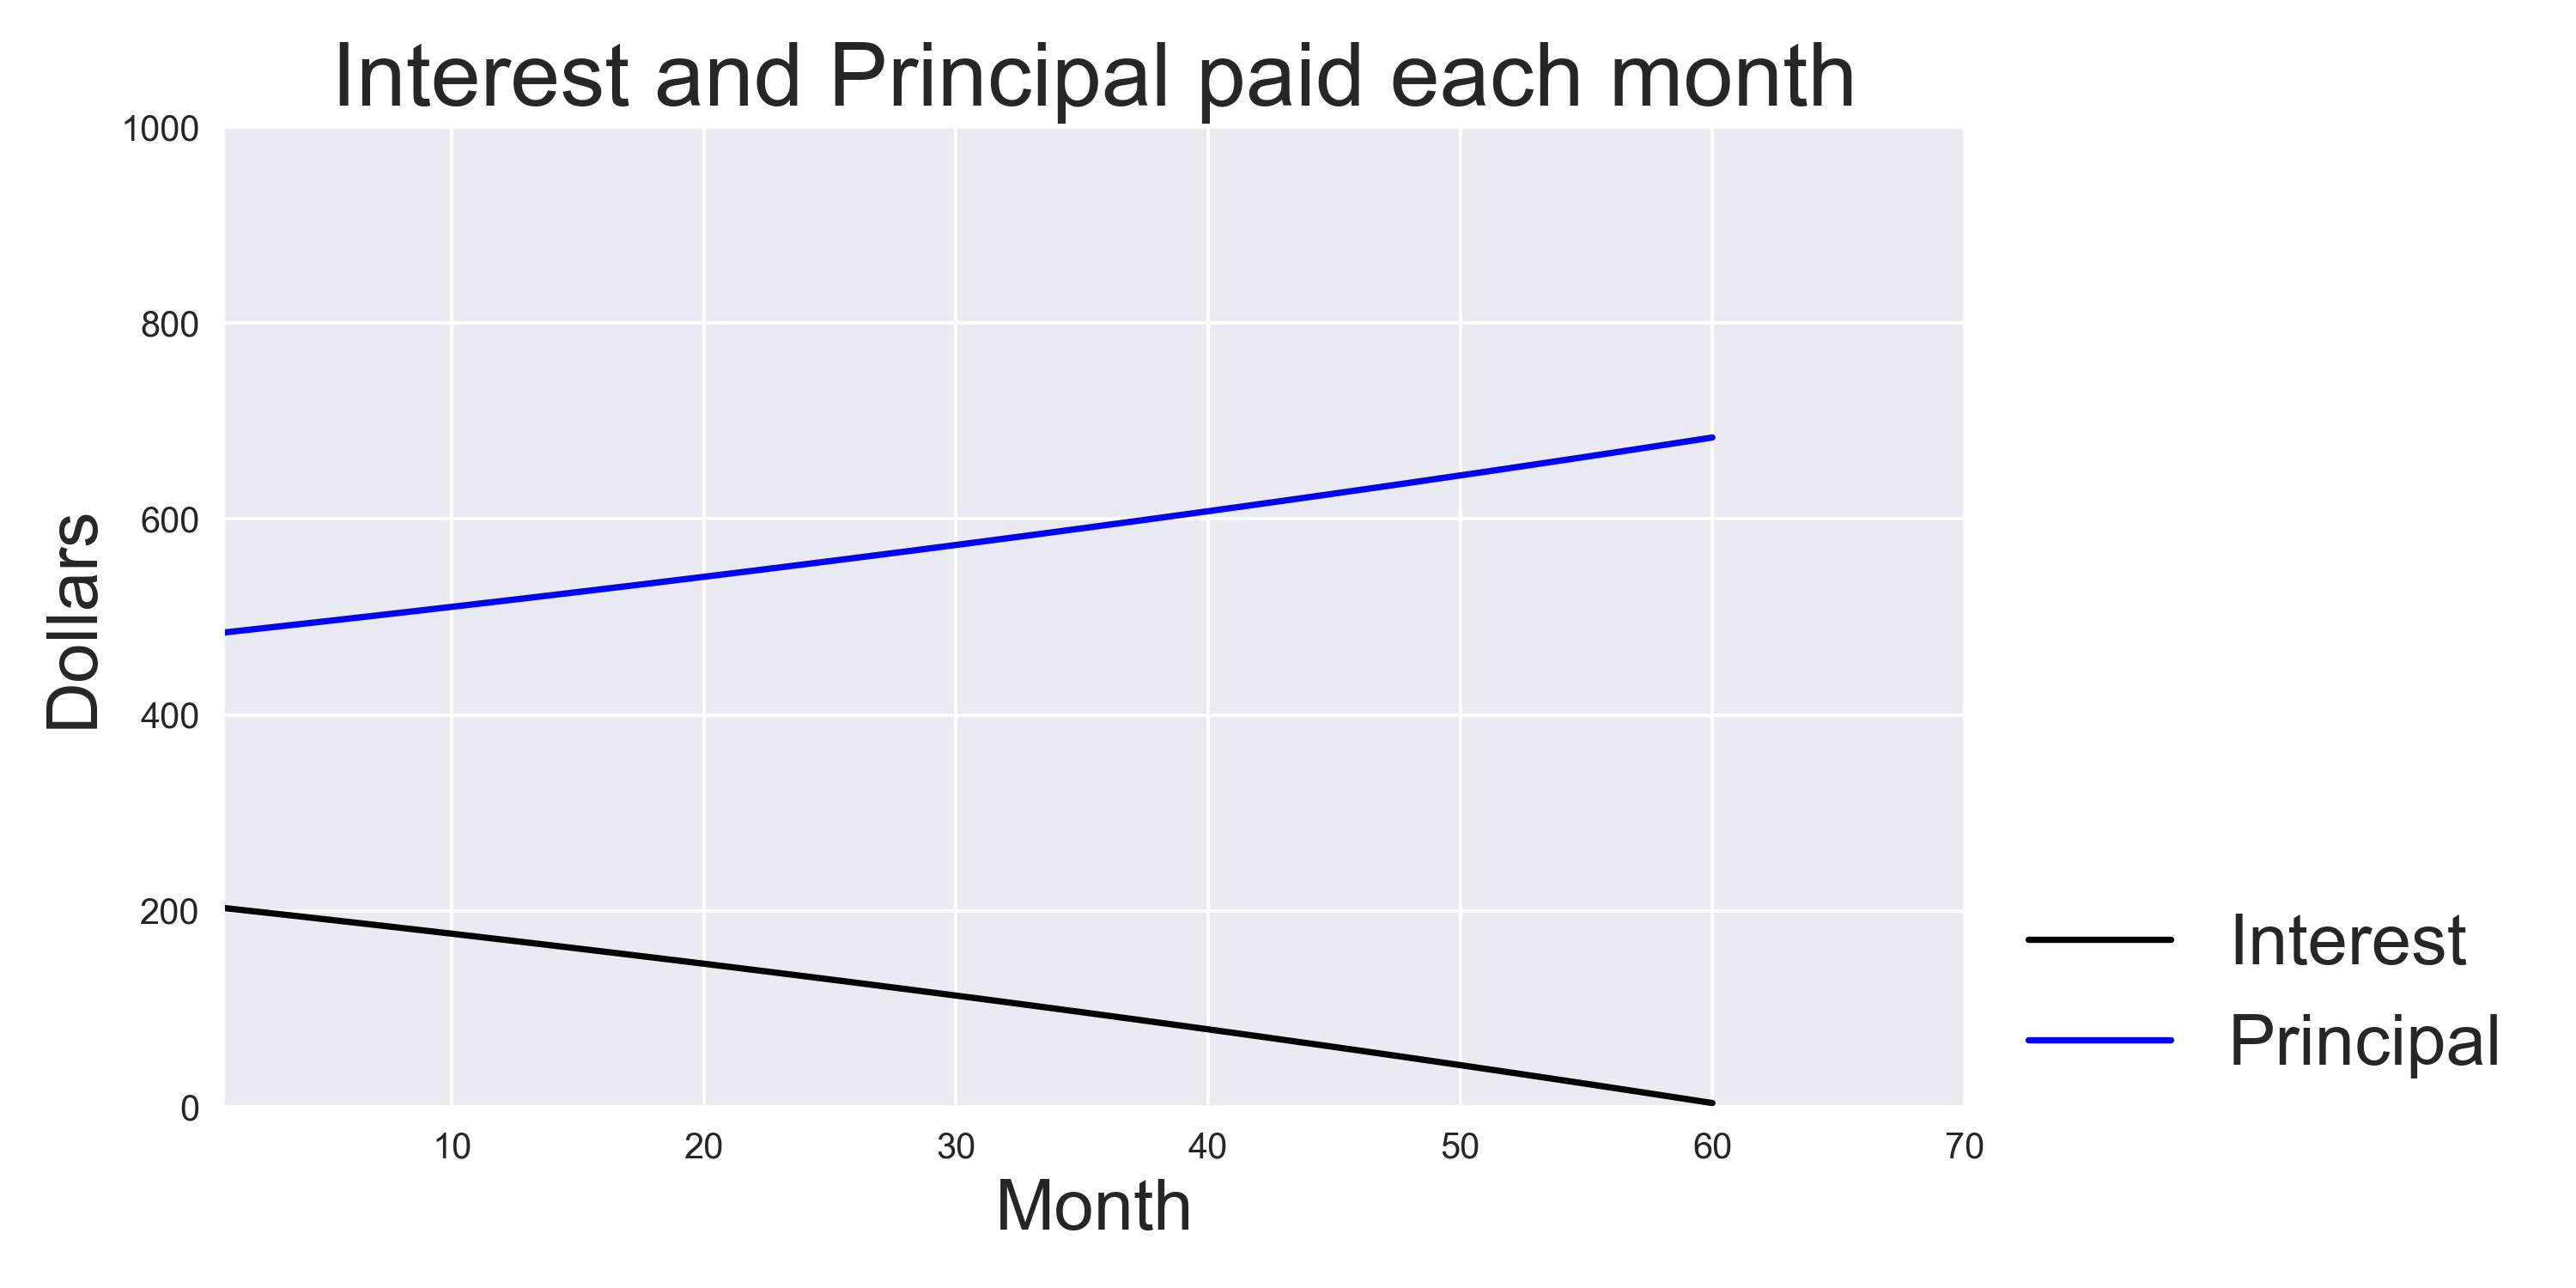 Interest and Principal paid each month
1000
800
600
400
200
0
Dollars
10 20 30 40 50 60 70
Month
Interest
Principal